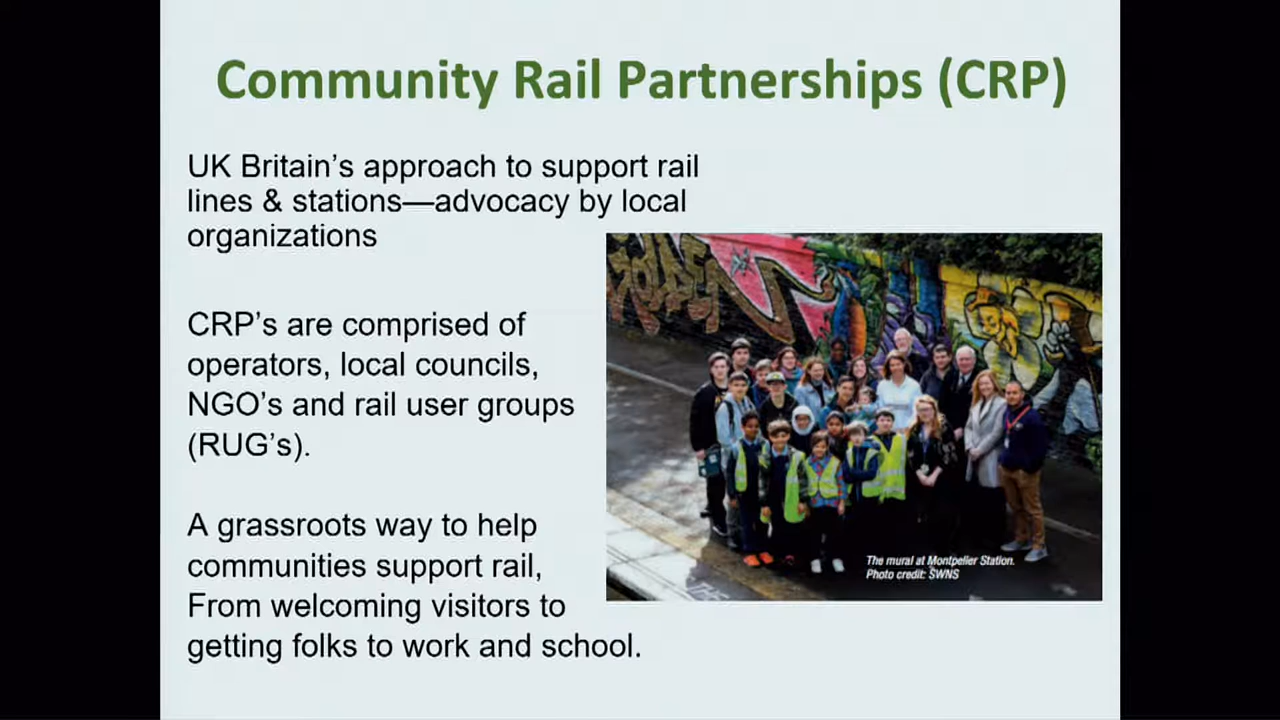 Community Rail Partnerships (CRP)
UK Britain's approach to support rail
lines & stations—advocacy by local
organizations
CRP's are comprised of
operators, local councils,
NGO's and rail user groups
(RUG's).
A grassroots way to help
communities support rail,
From welcoming visitors to
getting folks to work and school.
The mural at Montpelier Station.
Photo credit: SWNS